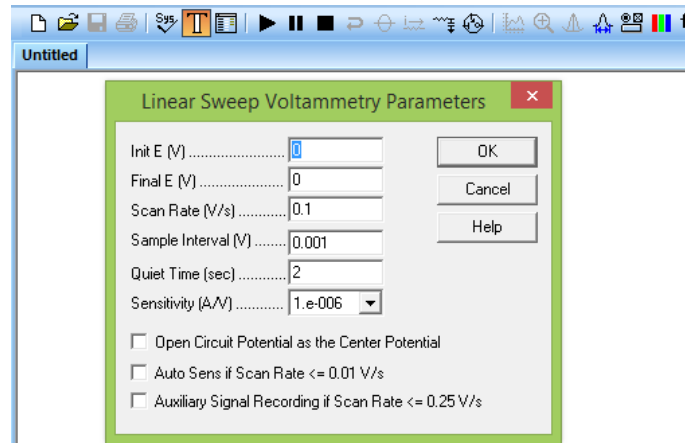 Sys
T
Untitled
Linear Sweep Voltammetry Parameters
Init E (V) ........................ 0
Final E (V) ..................... 0
Scan Rate (V/s) ............ 0.1
Sample Interval (V) ........ 0.001
Quiet Time (sec) ............ 2
Sensitivity (A/V) ............ 1.e-006
OK
Cancel
Help
Open Circuit Potential as the Center Potential
Auto Sens if Scan Rate <= 0.01 V/s
Auxiliary Signal Recording if Scan Rate <= 0.25 V/s